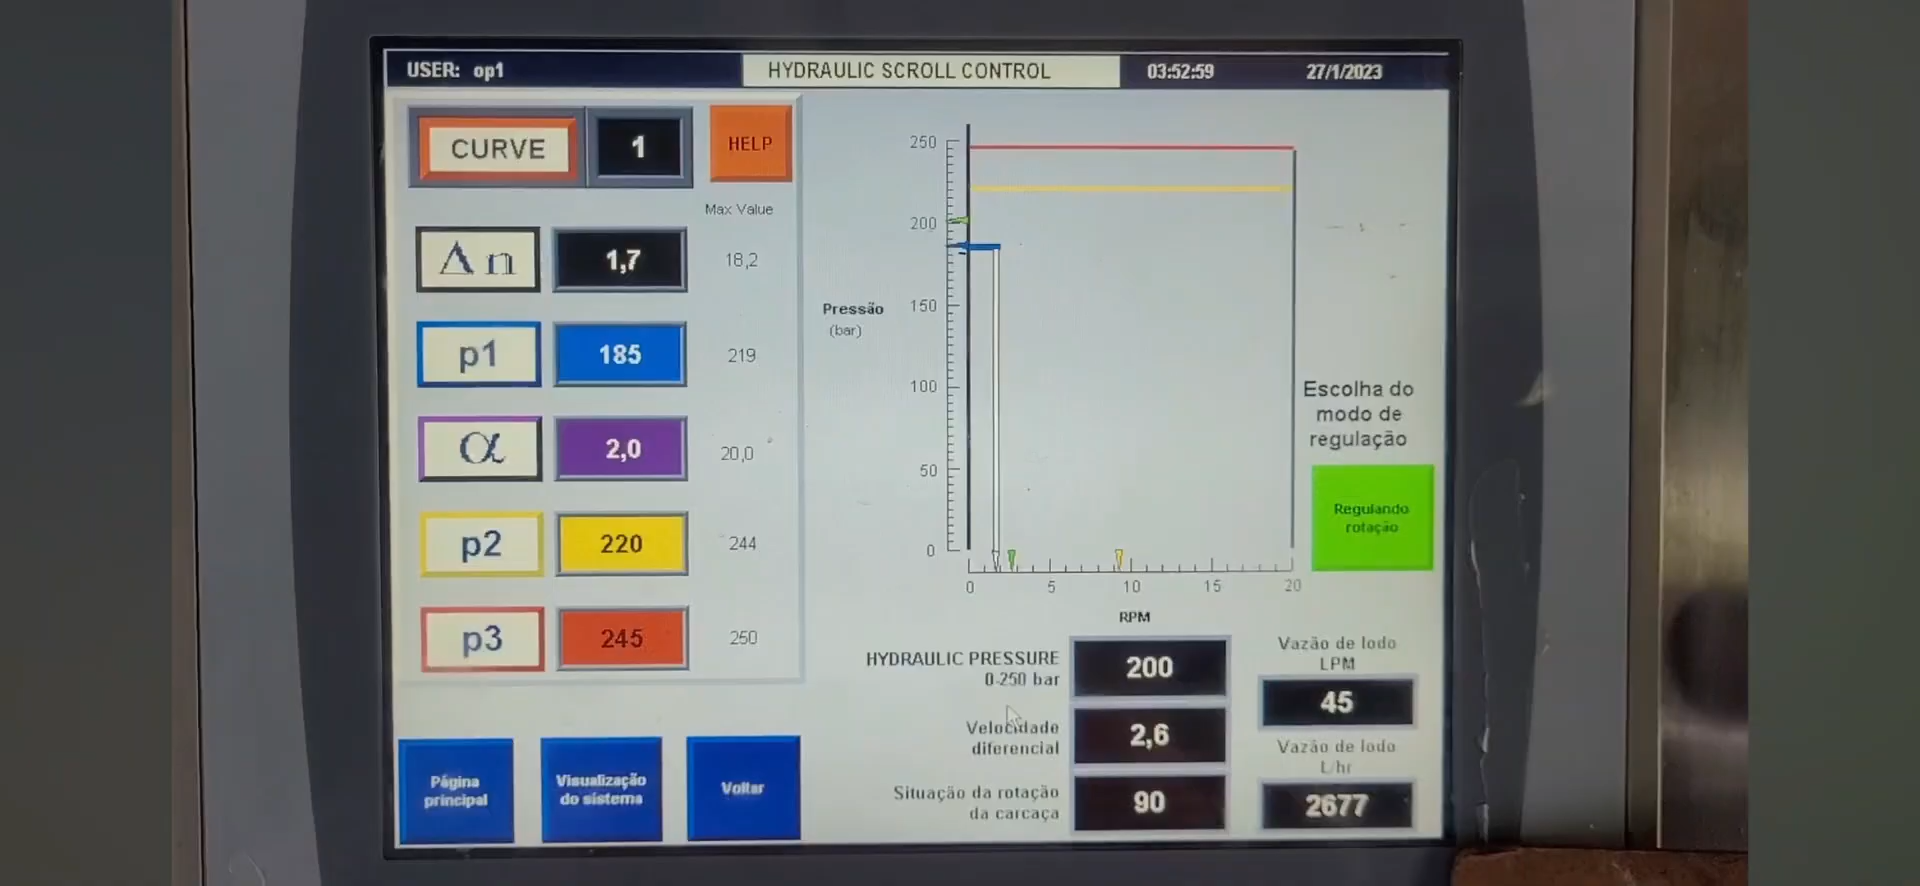 USER: op1
HYDRAULIC SCROLL CONTROL
03:52:59
27/1/2023
CURVE
1
HELP
Max Value
Δn
1,7
18,2
p1
185
219
α
2,0
20,0
p2
220
244
p3
245
250
Pressão
(bar)
250
200
150
100
50
0
0
5
10
15
20
RPM
Escolha do
modo de
regulação
Regulando
rotação
HYDRAULIC PRESSURE
0-250 bar
200
Velocidade
diferencial
2,6
Situação da rotação
da carcaça
90
Vazão de lodo
LPM
45
Vazão de lodo
L/hr
2677
Página
principal
Visualização
do sistema
Voltar